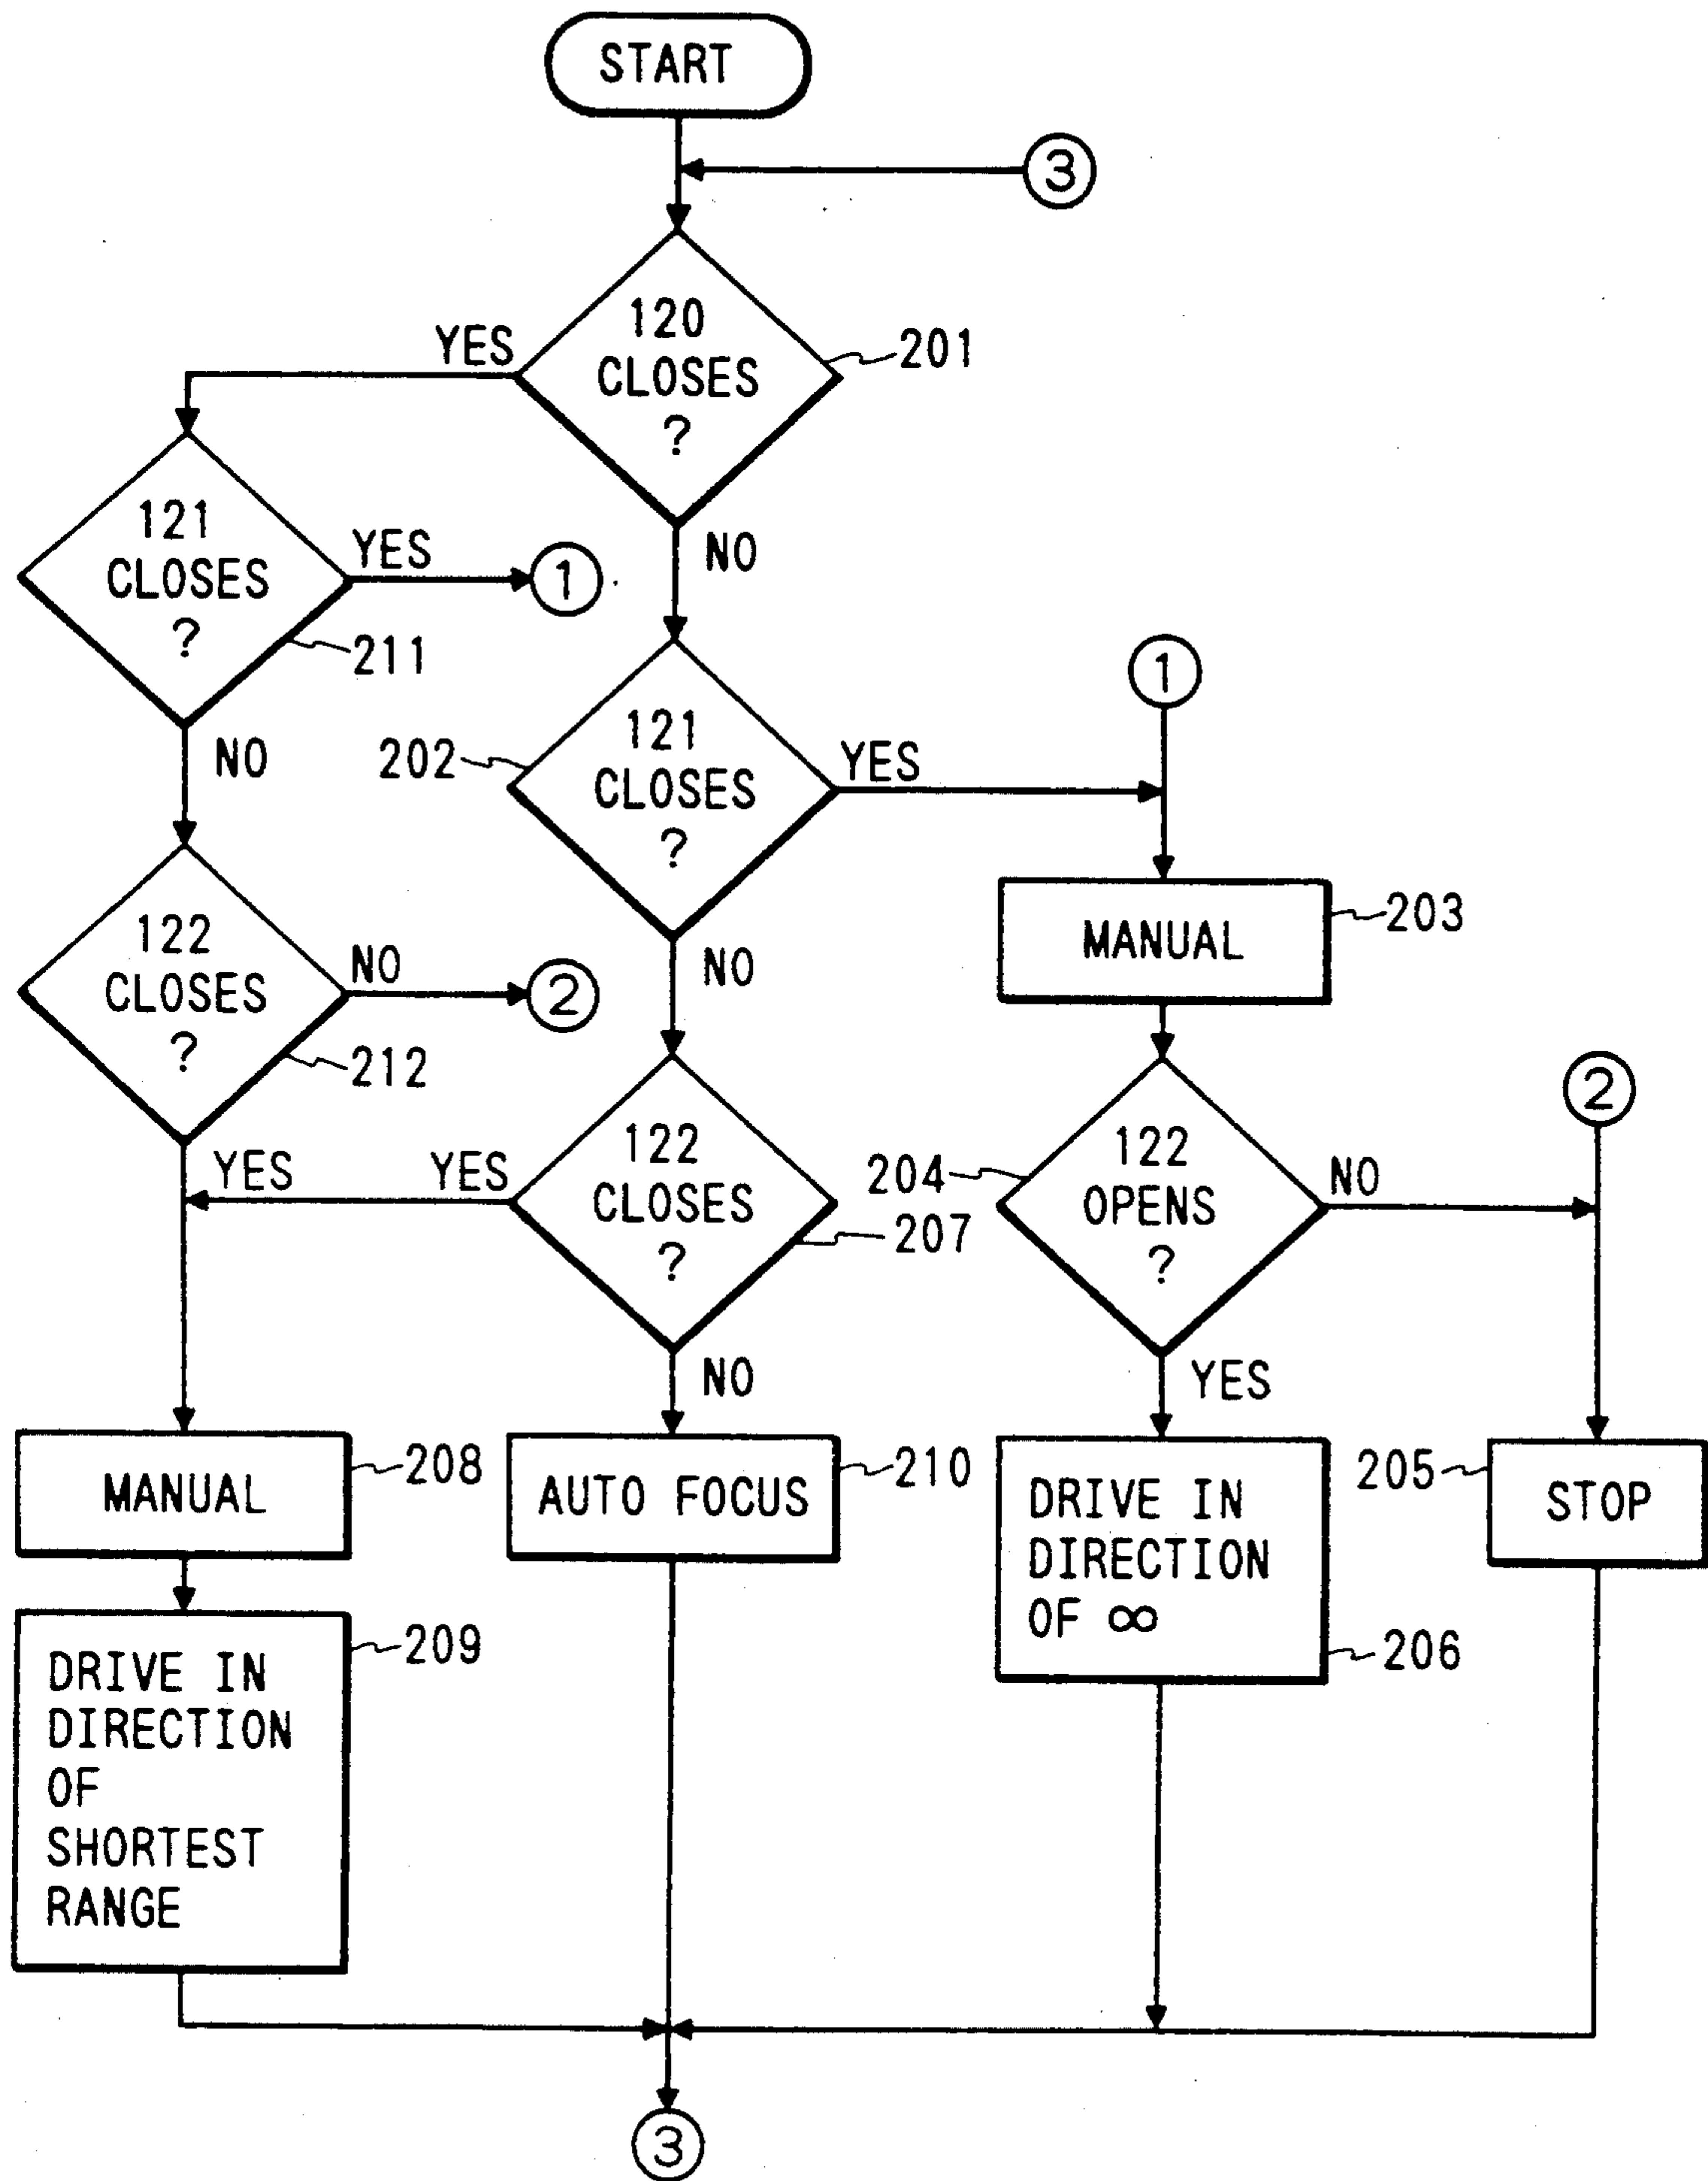 START
3
120
CLOSES
?
YES
201
NO
121
CLOSES
?
YES
1
211
NO
1
202
121
CLOSES
?
YES
NO
MANUAL
203
122
CLOSES
?
NO
2
212
YES
YES
122
CLOSES
?
207
NO
204
122
OPENS
?
NO
YES
2
MANUAL
208
AUTO FOCUS
210
DRIVE IN
DIRECTION
OF ∞
206
205
STOP
DRIVE IN
DIRECTION
OF
SHORTEST
RANGE
209
3